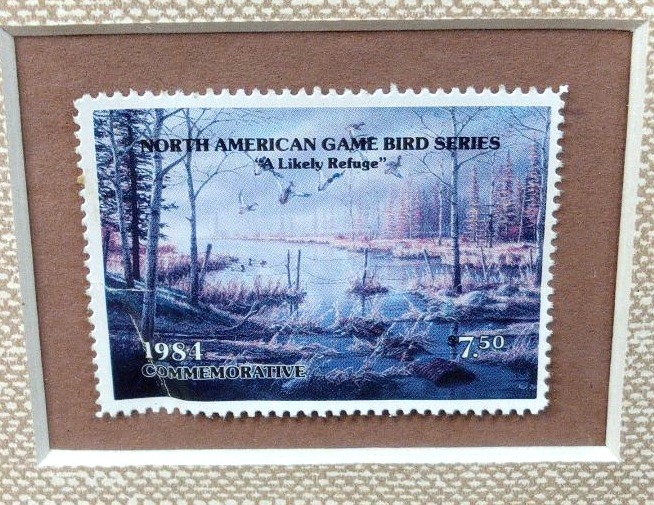 NORTH AMERICAN GAME BIRD SERIES
"A Likely Refuge"
1984
COMMEMORATIVE
$7.50